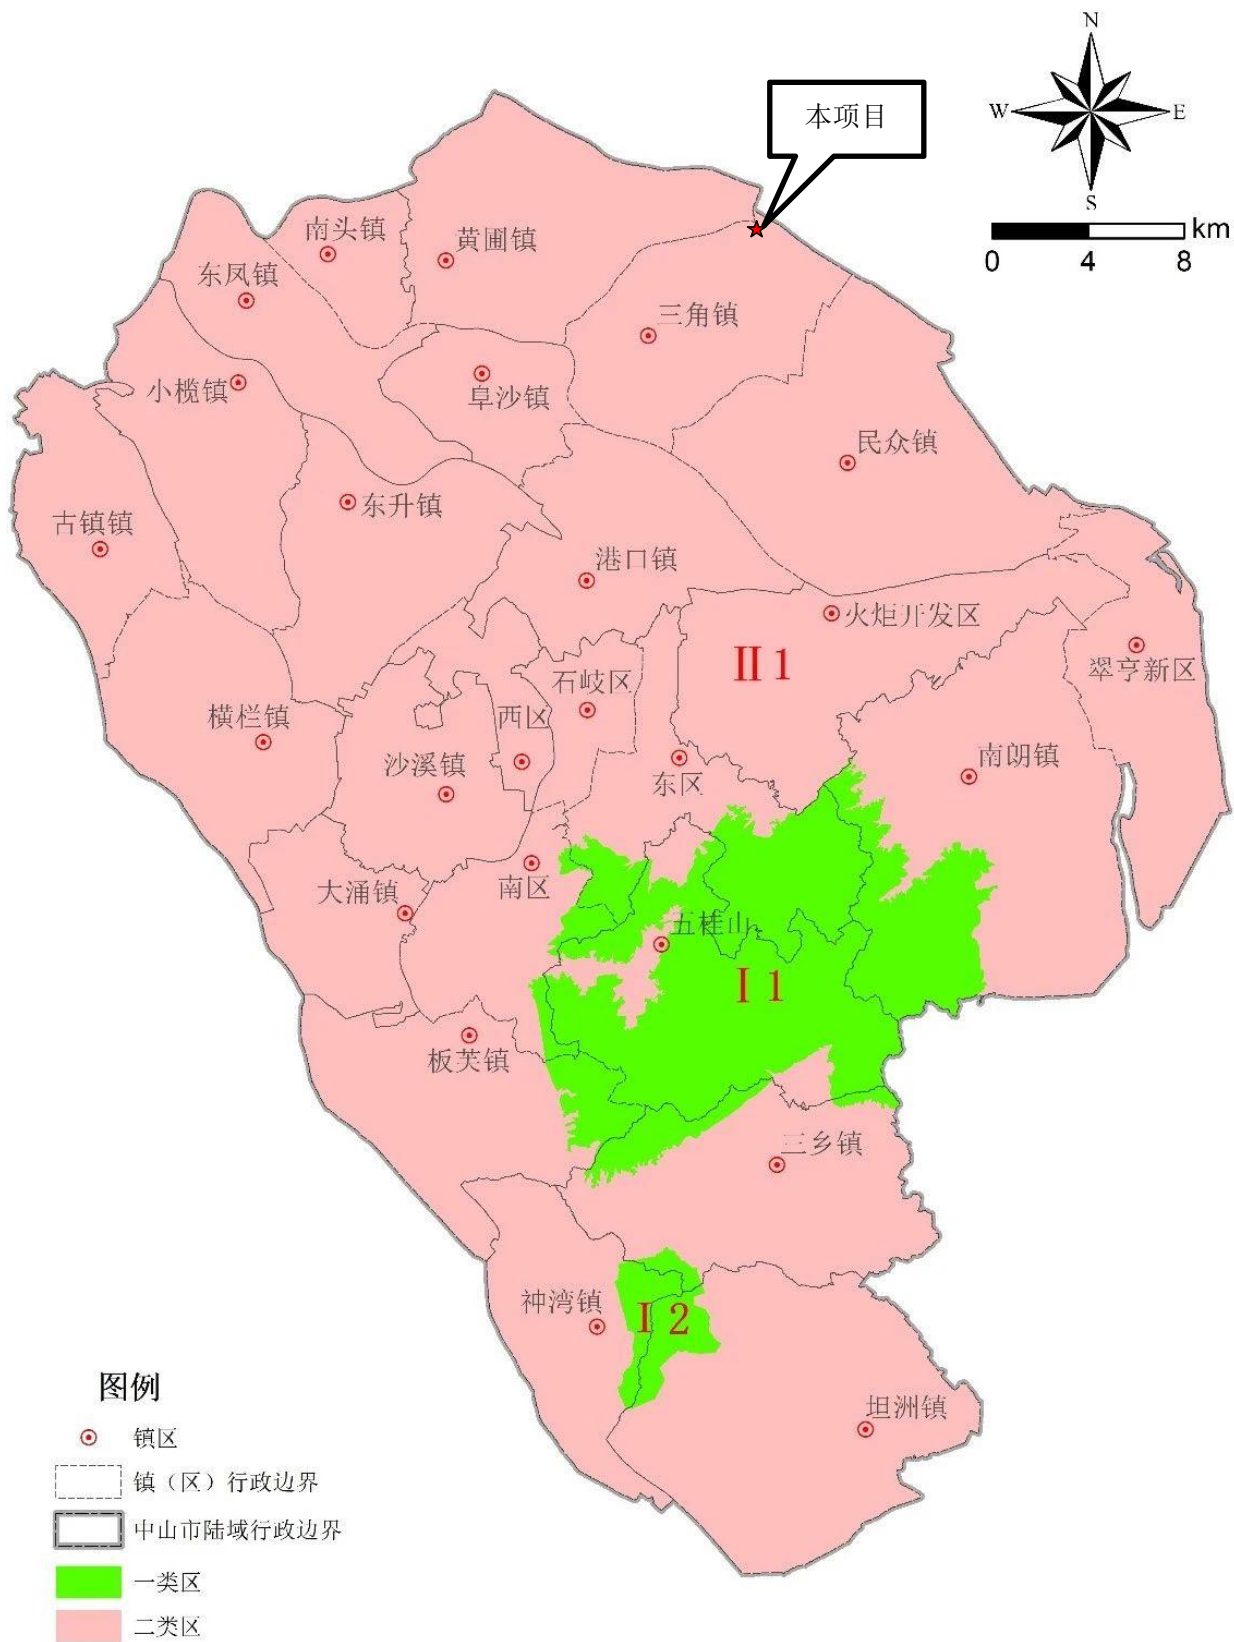 N
本项目
W
E
S
km
0
4
8
南头镇
黄圃镇
东凤镇
三角镇
小榄镇
阜沙镇
民众镇
东升镇
古镇镇
港口镇
火炬开发区
Ⅱ1
翠亨新区
石岐区
横栏镇
西区
沙溪镇
东区
南朗镇
大涌镇
南区
五桂山
Ⅰ1
板芙镇
三乡镇
神湾镇
Ⅰ2
坦洲镇
图例
镇区
镇（区）行政边界
中山市陆域行政边界
一类区
二类区